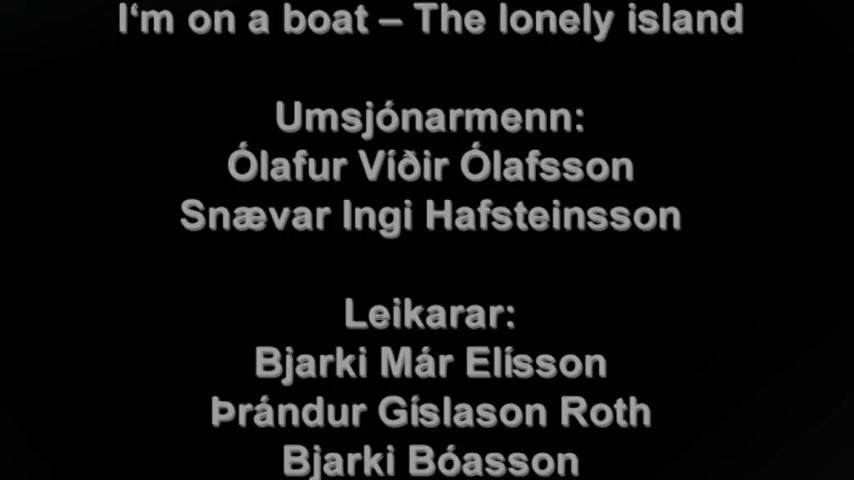 I‘m on a boat – The lonely island
Umsjónarmenn:
Ólafur Víðir Ólafsson
Snævar Ingi Hafsteinsson
Leikarar:
Bjarki Már Elísson
Þrándur Gíslason Roth
Bjarki Bóasson